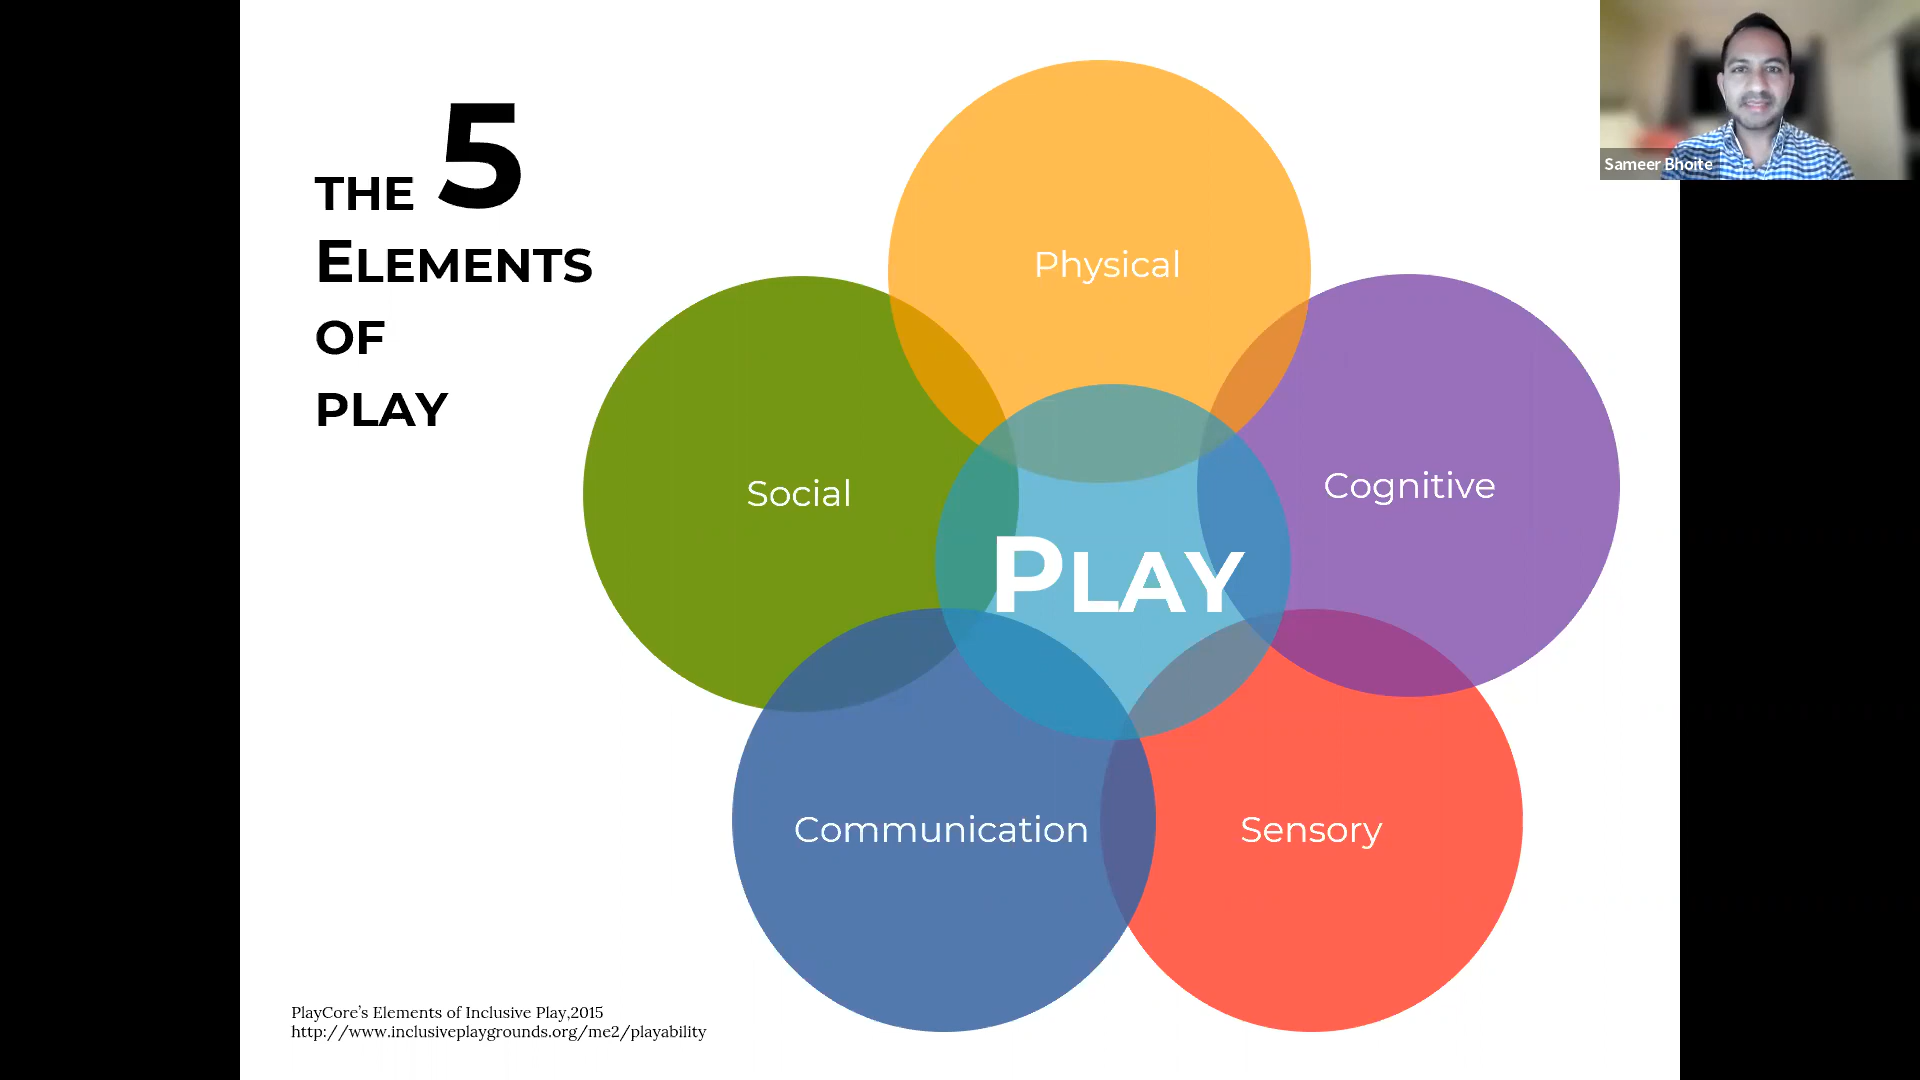 THE 5
ELEMENTS
OF
PLAY
Physical
Social
Cognitive
PLAY
Communication
Sensory
PlayCore's Elements of Inclusive Play,2015
http://www.inclusiveplaygrounds.org/me2/playability
Sameer Bhoite